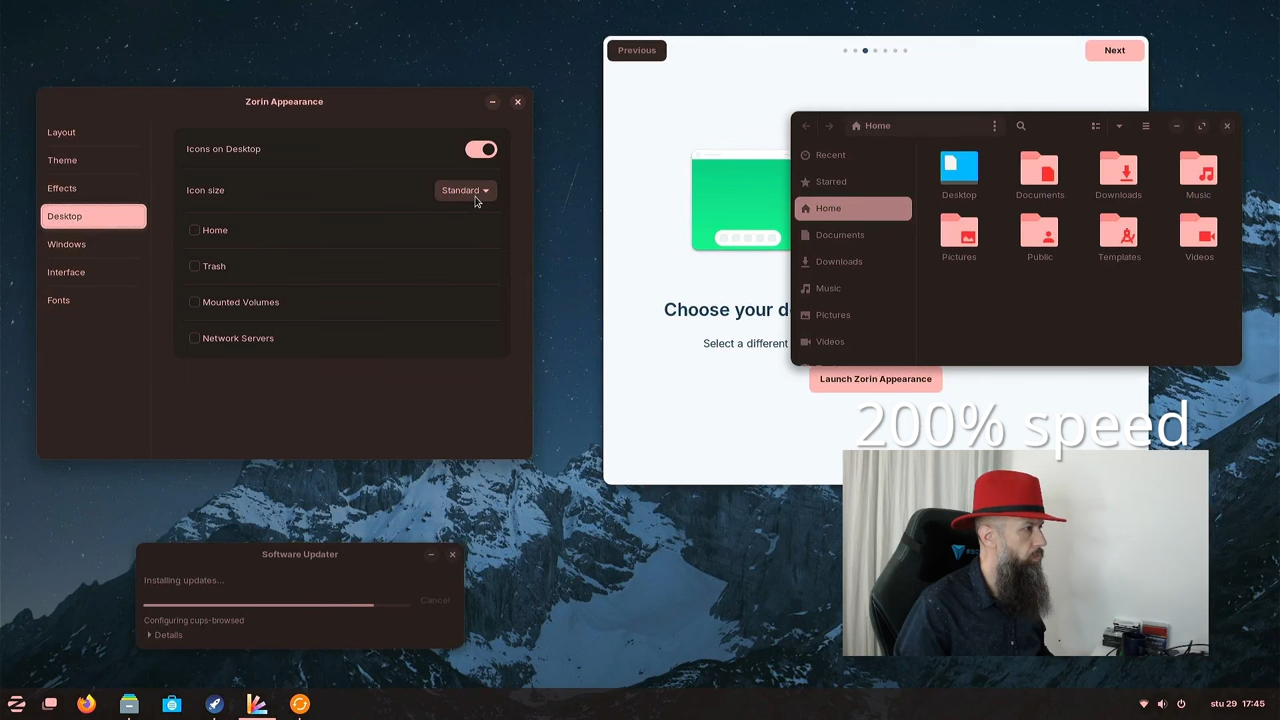 Previous
Next
Zorin Appearance
Layout
Theme
Effects
Desktop
Windows
Interface
Fonts
Icons on Desktop
Icon size
Standard
Home
Trash
Mounted Volumes
Network Servers
Home
Recent
Starred
Home
Documents
Downloads
Music
Pictures
Videos
Desktop
Documents
Downloads
Music
Pictures
Public
Templates
Videos
Choose your d
Select a different
Launch Zorin Appearance
200% speed
Software Updater
Installing updates...
Cancel
Configuring cups-browsed
Details
stu 29 17:45